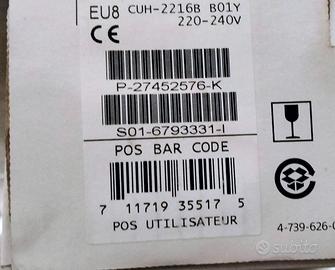 EU8 CUH-2216B B01Y
220-240V
CE
P-27452576-K
S01-6793331-I
POS BAR CODE
7 11719 35517 5
POS UTILISATEUR
4-739-626-
subito